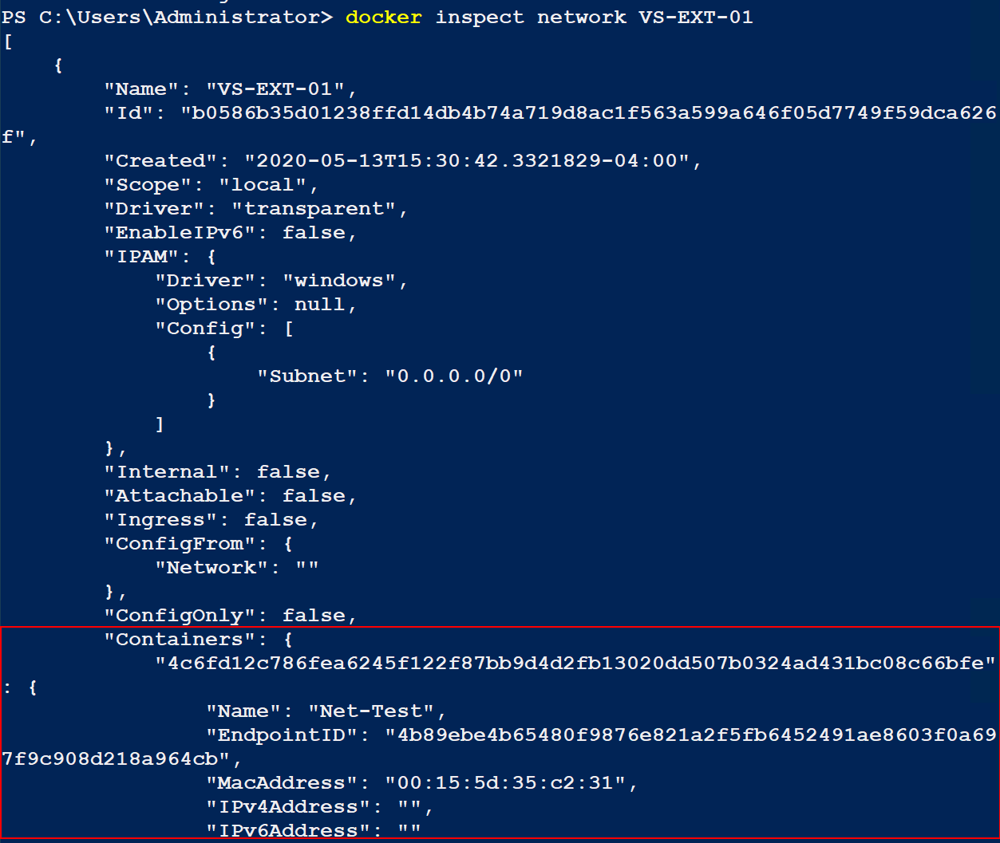 PS C:\Users\Administrator> docker inspect network VS-EXT-01
[
    {
        "Name": "VS-EXT-01",
        "Id": "b0586b35d01238ffd14db4b74a719d8ac1f563a599a646f05d7749f59dca626
f",
        "Created": "2020-05-13T15:30:42.3321829-04:00",
        "Scope": "local",
        "Driver": "transparent",
        "EnableIPv6": false,
        "IPAM": {
            "Driver": "windows",
            "Options": null,
            "Config": [
                {
                    "Subnet": "0.0.0.0/0"
                }
            ]
        },
        "Internal": false,
        "Attachable": false,
        "Ingress": false,
        "ConfigFrom": {
            "Network": ""
        },
        "ConfigOnly": false,
        "Containers": {
            "4c6fd12c786fea6245f122f87bb9d4d2fb13020dd507b0324ad431bc08c66bfe"
: {
                "Name": "Net-Test",
                "EndpointID": "4b89ebe4b65480f9876e821a2f5fb6452491ae8603f0a69
7f9c908d218a964cb",
                "MacAddress": "00:15:5d:35:c2:31",
                "IPv4Address": "",
                "IPv6Address": ""